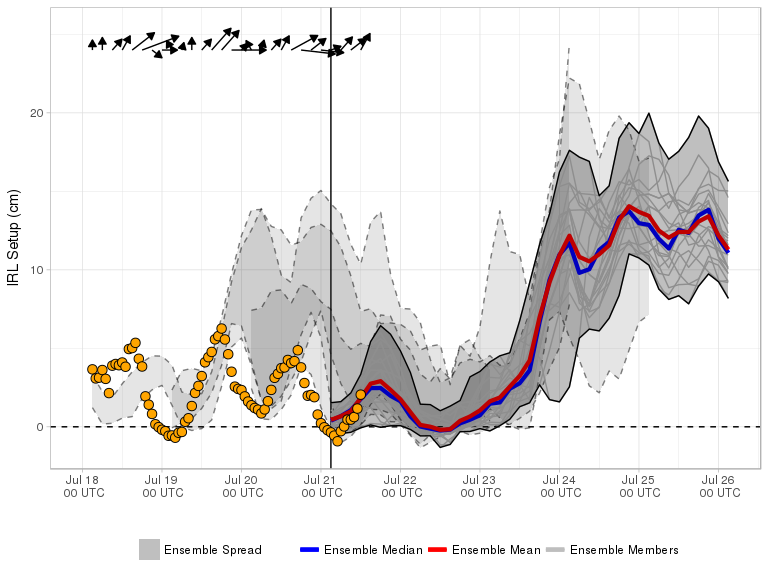 20
10
0
IRL Setup (cm)
Jul 18 Jul 19 Jul 20 Jul 21 Jul 22 Jul 23 Jul 24 Jul 25 Jul 26
00 UTC 00 UTC 00 UTC 00 UTC 00 UTC 00 UTC 00 UTC 00 UTC 00 UTC
Ensemble Spread Ensemble Median Ensemble Mean Ensemble Members